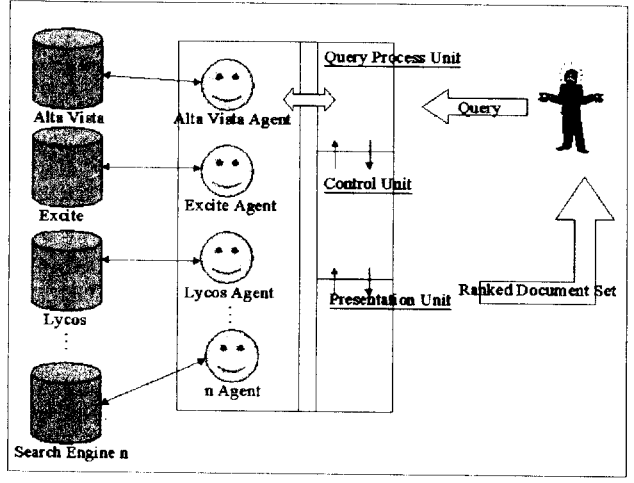 Query Process Unit
Query
Alta Vista
Alta Vista Agent
Control Unit
Excite
Excite Agent
Lycos Agent
Ranked Document Set
Presentation Unit
Lycos
n Agent
Search Engine n